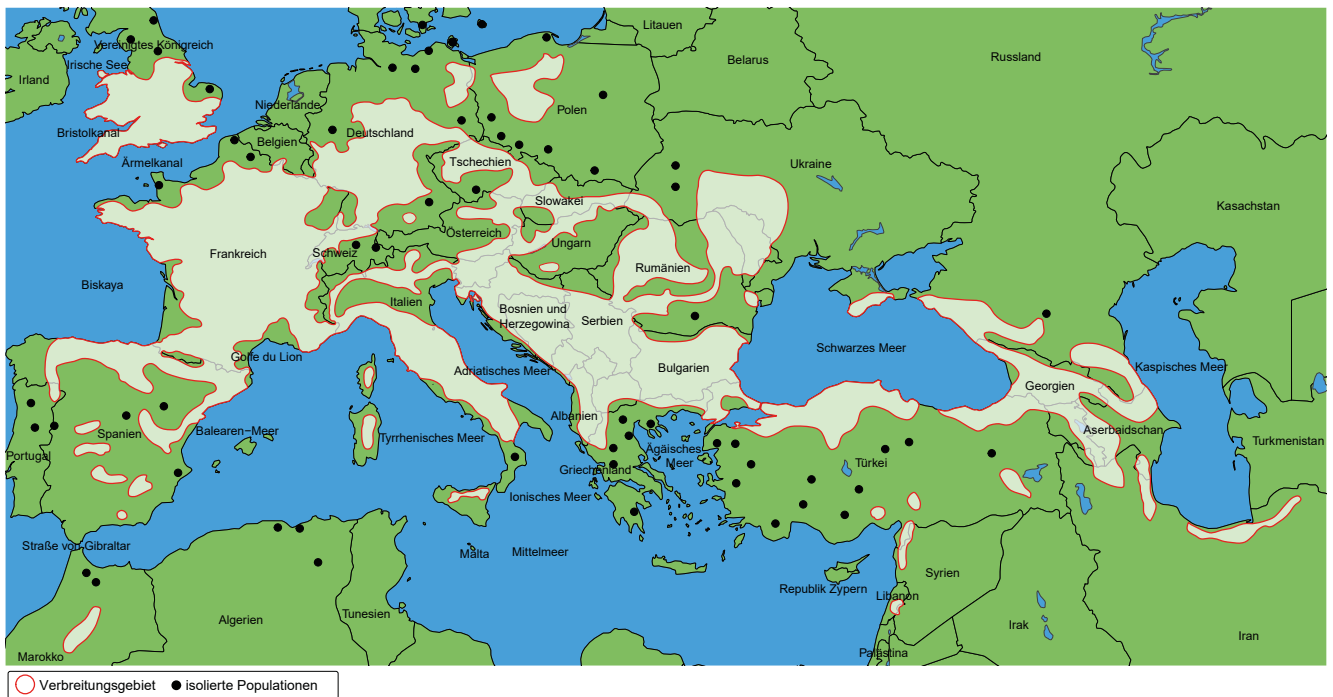 Litauen
Vereinigtes Königreich
Irische See
Irland
Belarus
Russland
Niederlande
Polen
Bristolkanal
Deutschland
Belgien
Ärmelkanal
Tschechien
Ukraine
Slowakei
Kasachstan
Österreich
Ungarn
Frankreich
Schweiz
Rumänien
Biskaya
Italien
Bosnien und
Herzegowina
Serbien
Schwarzes Meer
Golfe du Lion
Adriatisches Meer
Bulgarien
Kaspisches Meer
Georgien
Albanien
Spanien
Balearen-Meer
Tyrrhenisches Meer
Aserbaidschan
Turkmenistan
Portugal
Ägäisches
Meer
Türkei
Griechenland
Ionisches Meer
Straße von Gibraltar
Malta
Mittelmeer
Syrien
Republik Zypern
Libanon
Algerien
Tunesien
Irak
Iran
Marokko
Palästina
Verbreitungsgebiet
isolierte Populationen